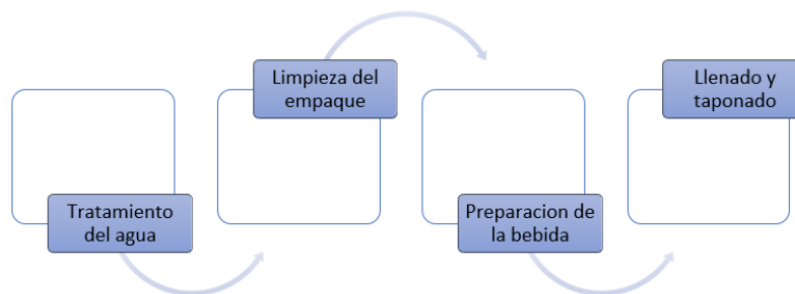 Tratamiento
del agua
Limpieza del
empaque
Preparacion de
la bebida
Llenado y
taponado